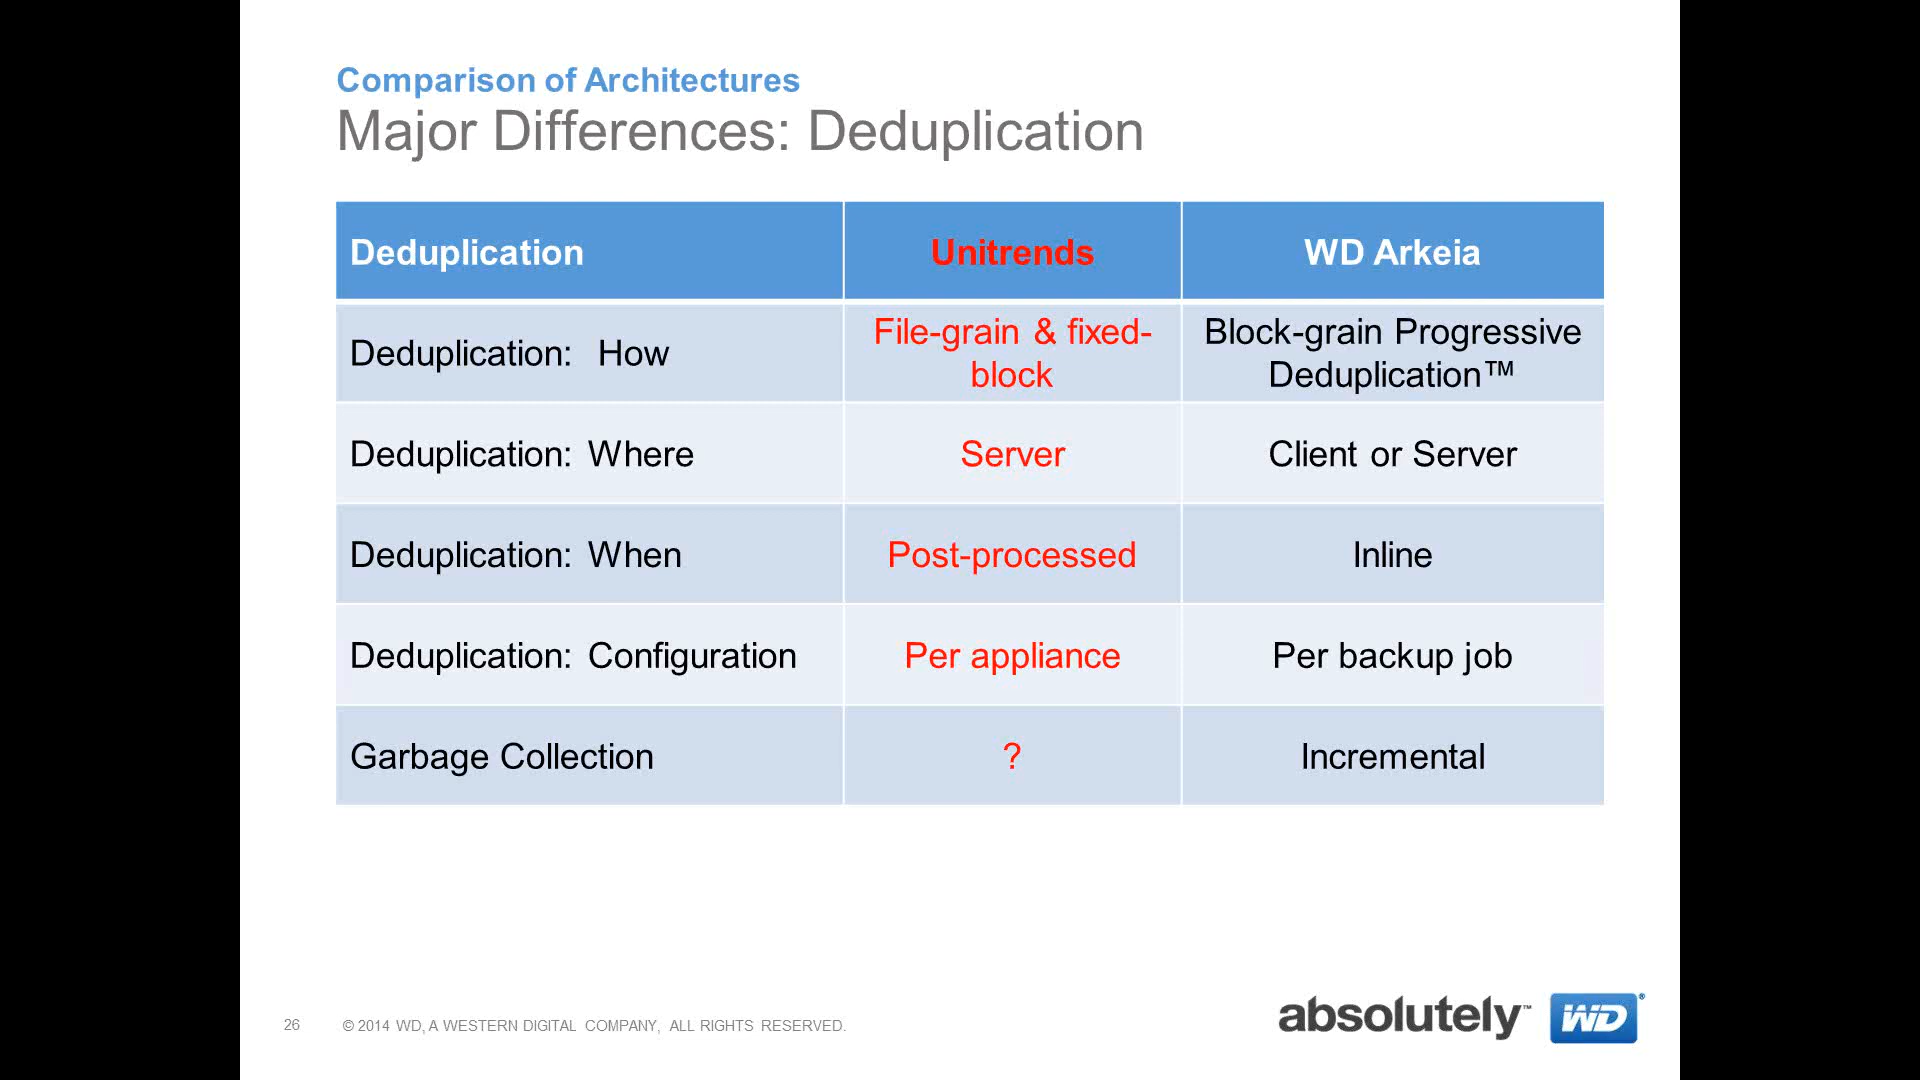 Comparison of Architectures
Major Differences: Deduplication
Deduplication Unitrends WD Arkeia
Deduplication: How File-grain & fixed-block Block-grain Progressive Deduplication™
Deduplication: Where Server Client or Server
Deduplication: When Post-processed Inline
Deduplication: Configuration Per appliance Per backup job
Garbage Collection ? Incremental
26 © 2014 WD, A WESTERN DIGITAL COMPANY, ALL RIGHTS RESERVED.
absolutely™ WD®